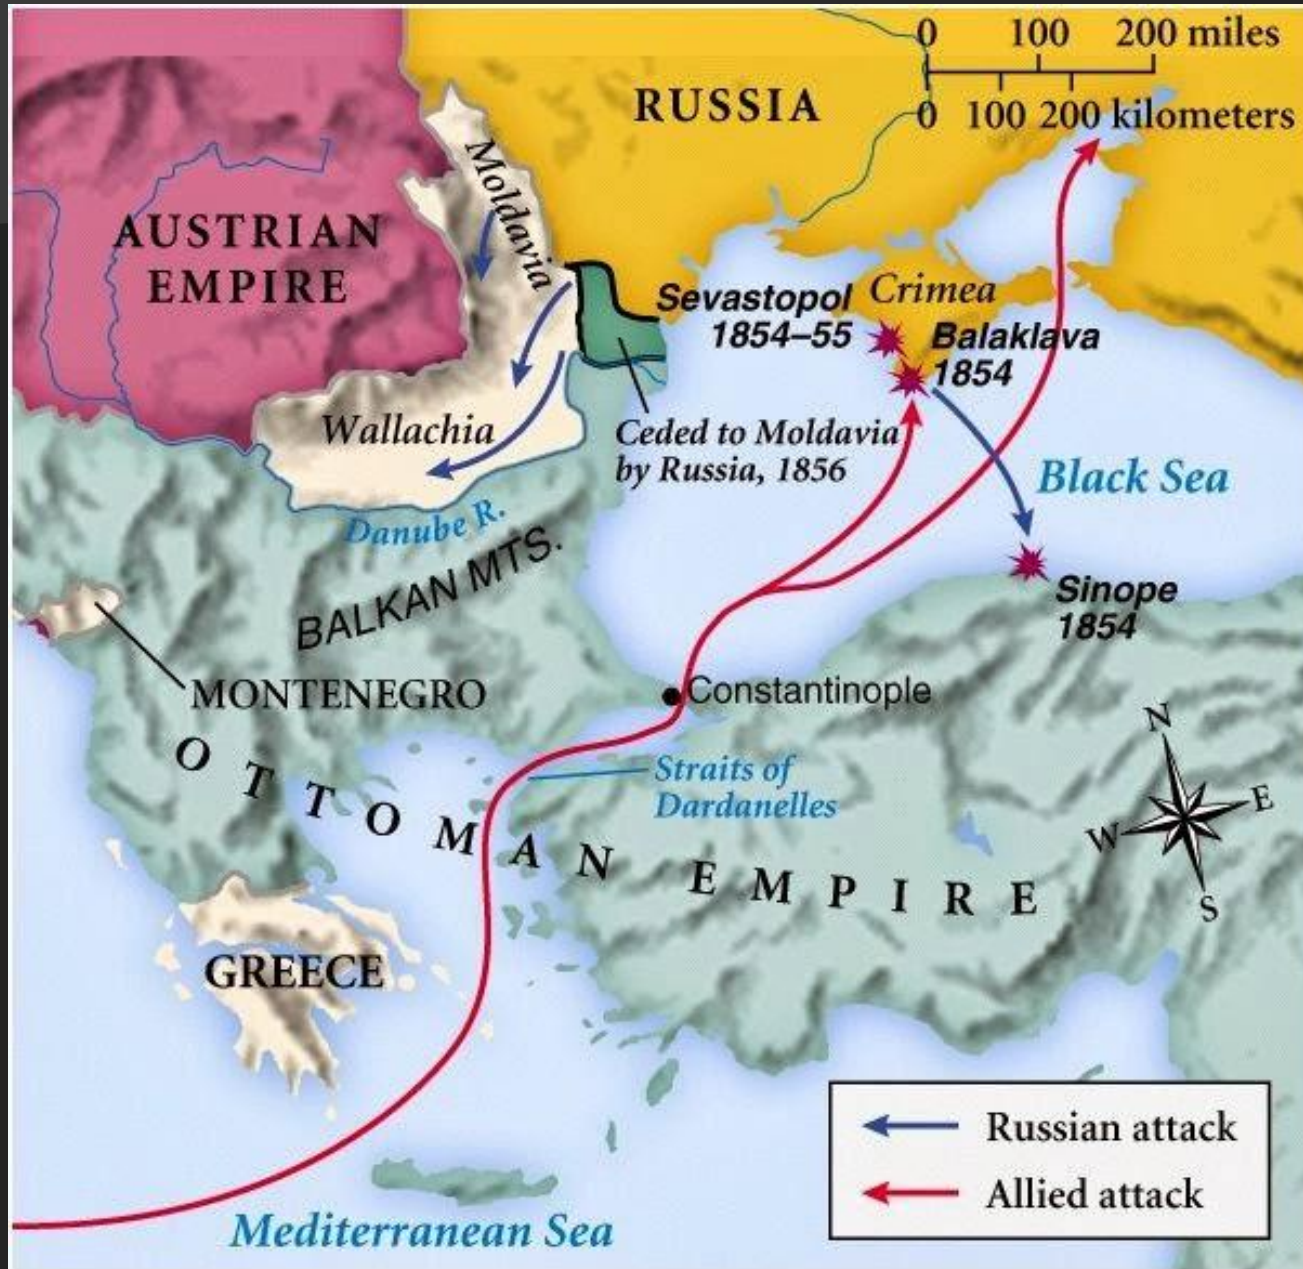 0 100 200 miles
RUSSIA
0 100 200 kilometers
Moldavia
AUSTRIAN
EMPIRE
Sevastopol
1854–55
Crimea
Balaklava
1854
Wallachia
Ceded to Moldavia
by Russia, 1856
Black Sea
Danube R.
BALKAN MTS.
Sinope
1854
MONTENEGRO
Constantinople
N
E
W
S
Straits of
Dardanelles
OTTOMAN EMPIRE
GREECE
Russian attack
Allied attack
Mediterranean Sea